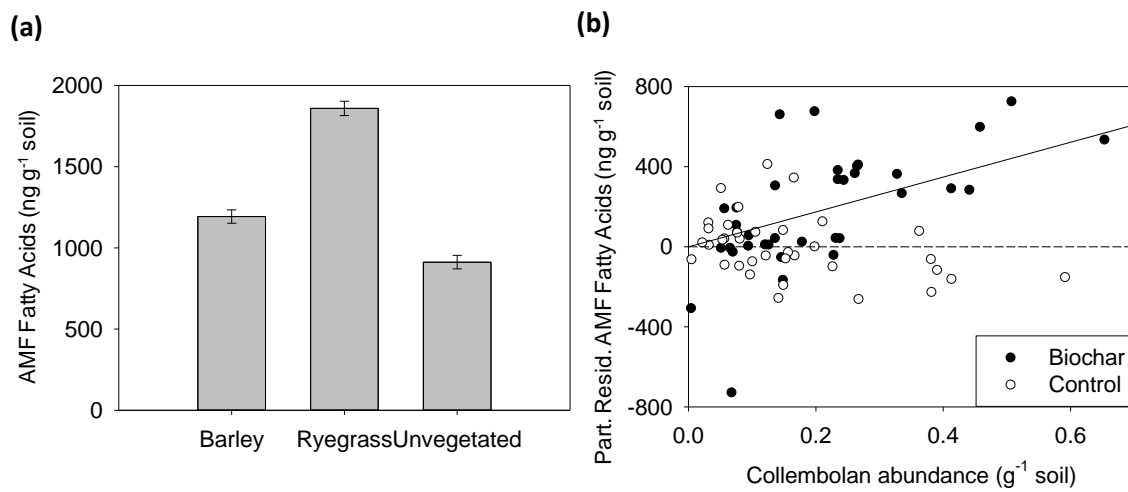 (a)
AMF Fatty Acids (ng g⁻¹ soil)
2000
1500
1000
500
0
Barley
Ryegrass
Unvegetated
(b)
Part. Resid. AMF Fatty Acids (ng g⁻¹ soil)
800
400
0
-400
-800
Biochar
Control
0.0
0.2
0.4
0.6
Collembolan abundance (g⁻¹ soil)